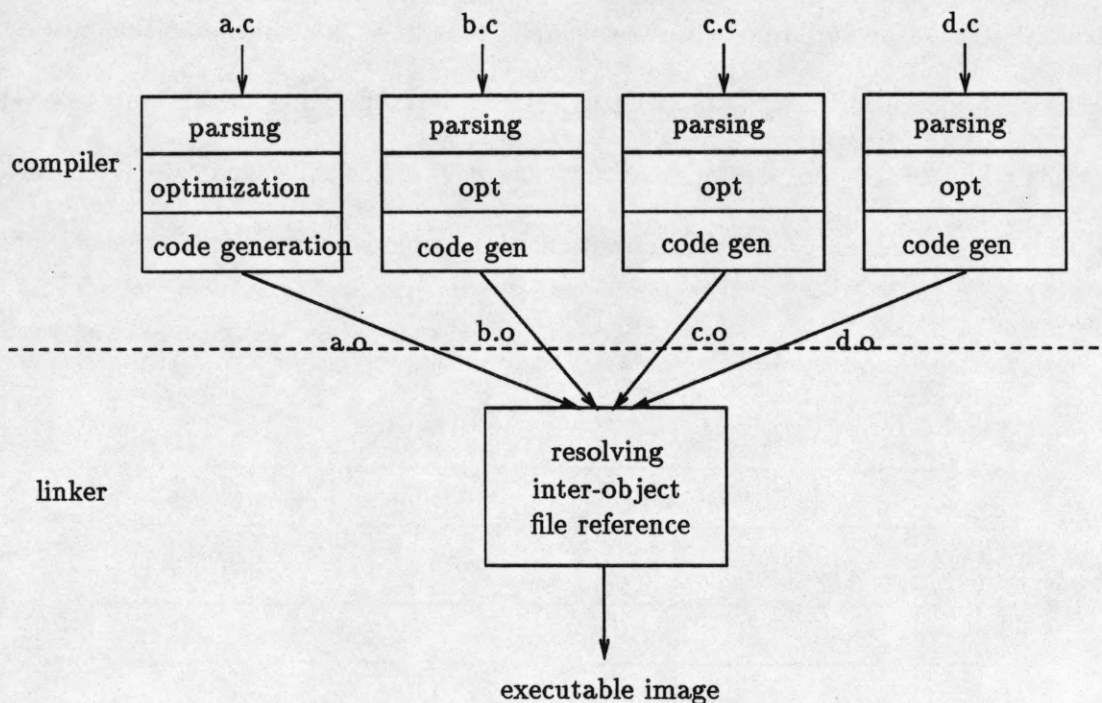 a.c
b.c
c.c
d.c
compiler
parsing
optimization
code generation
parsing
opt
code gen
parsing
opt
code gen
parsing
opt
code gen
a.o
b.o
c.o
d.o
linker
resolving
inter-object
file reference
executable image